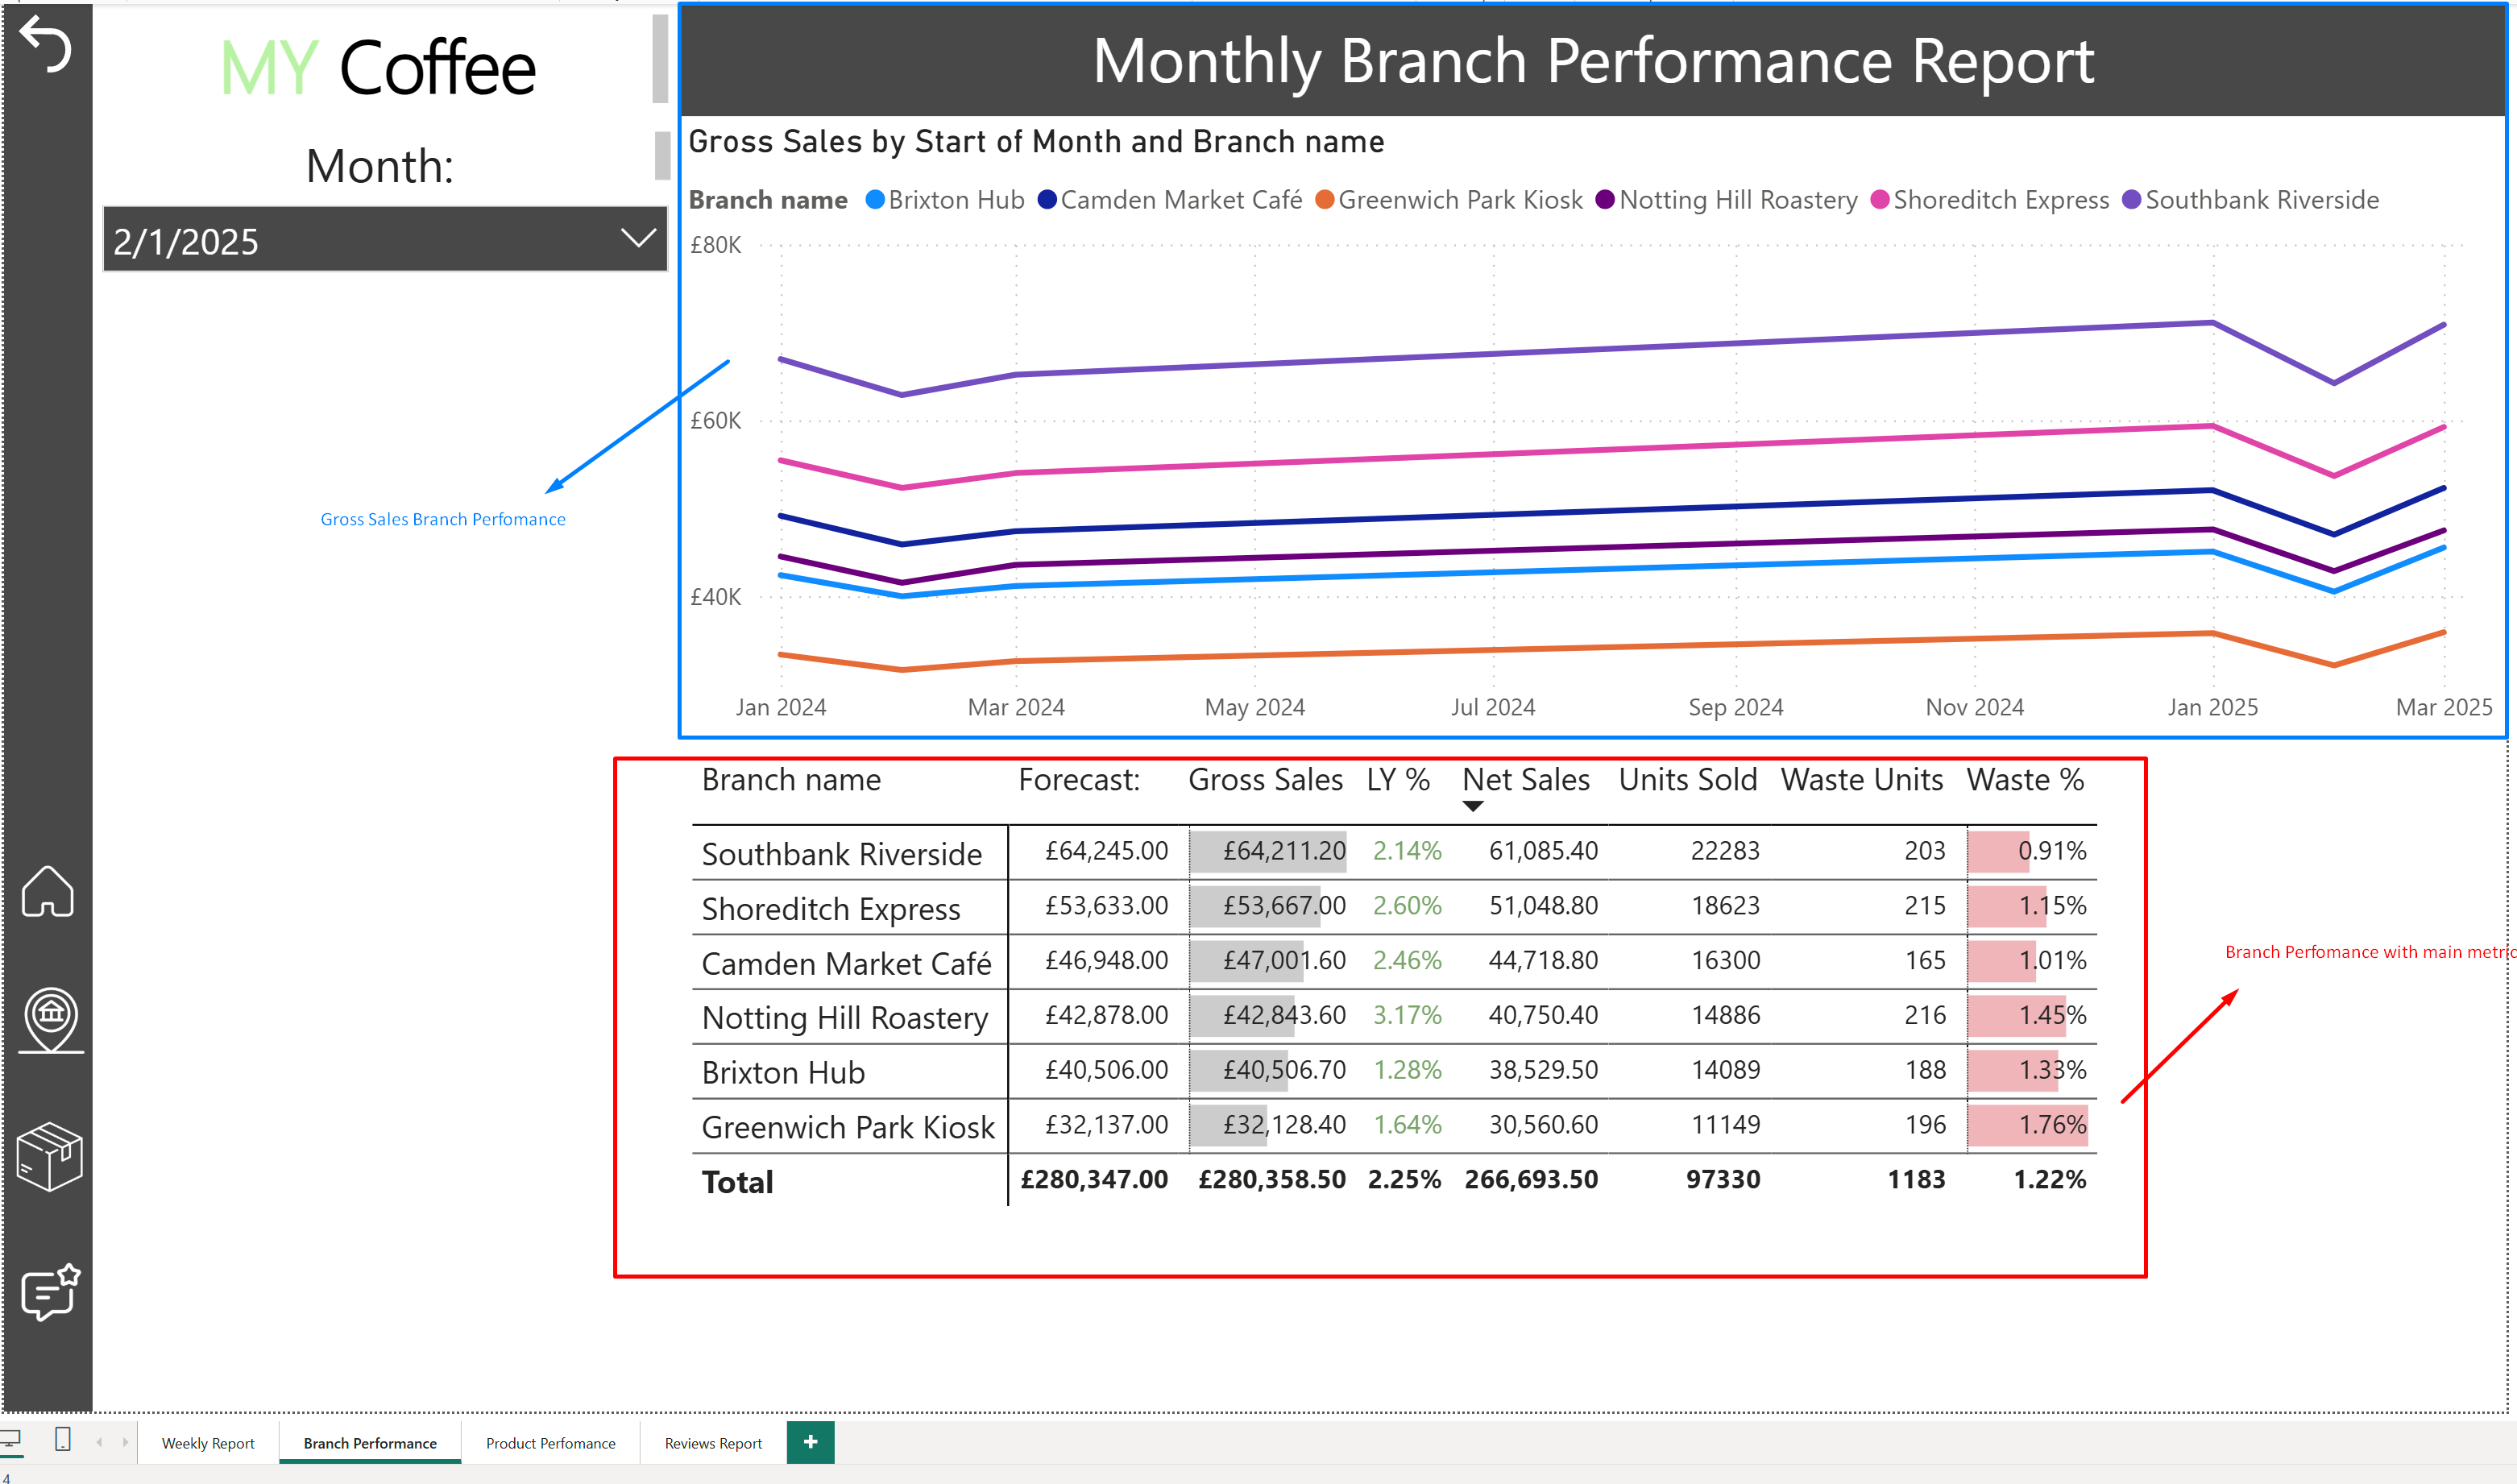 MY Coffee
Month:
2/1/2025
Monthly Branch Performance Report
Gross Sales by Start of Month and Branch name
Branch name Brixton Hub Camden Market Café Greenwich Park Kiosk Notting Hill Roastery Shoreditch Express Southbank Riverside
£80K
£60K
£40K
Jan 2024 Mar 2024 May 2024 Jul 2024 Sep 2024 Nov 2024 Jan 2025 Mar 2025
Gross Sales Branch Perfomance
Branch name Forecast: Gross Sales LY % Net Sales Units Sold Waste Units Waste %
Southbank Riverside £64,245.00 £64,211.20 2.14% 61,085.40 22283 203 0.91%
Shoreditch Express £53,633.00 £53,667.00 2.60% 51,048.80 18623 215 1.15%
Camden Market Café £46,948.00 £47,001.60 2.46% 44,718.80 16300 165 1.01%
Notting Hill Roastery £42,878.00 £42,843.60 3.17% 40,750.40 14886 216 1.45%
Brixton Hub £40,506.00 £40,506.70 1.28% 38,529.50 14089 188 1.33%
Greenwich Park Kiosk £32,137.00 £32,128.40 1.64% 30,560.60 11149 196 1.76%
Total £280,347.00 £280,358.50 2.25% 266,693.50 97330 1183 1.22%
Branch Perfomance with main metric
Weekly Report Branch Performance Product Perfomance Reviews Report +
4